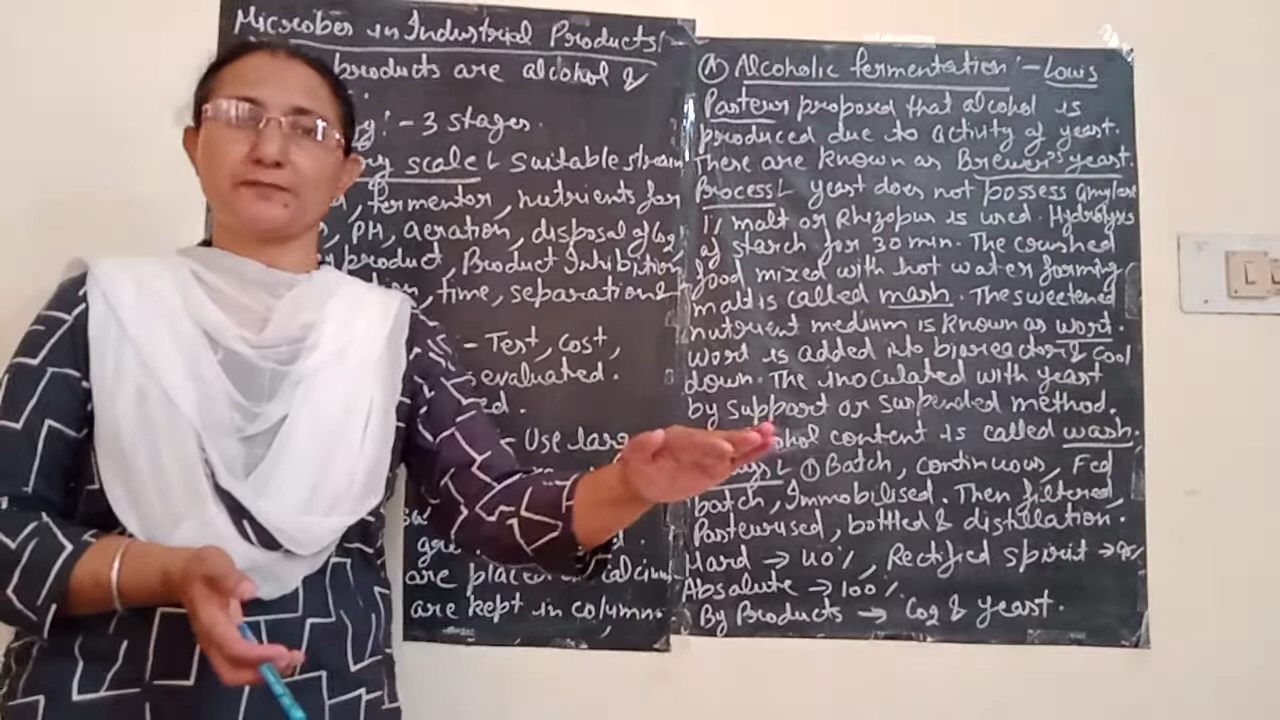 Microbes in Industrial Products:-
products are alcohol &
:- 3 stages.
scale :- Suitable strain
, fermentor, nutrients for
, PH, aeration, disposal of CO2
product, Product Inhibition,
, time, separation &
:- Test, cost,
evaluated.
- Use large
are placed in calcium
are kept in column
(A) Alcoholic fermentation :- Louis
Pasteur proposed that alcohol is
produced due to activity of yeast.
There are known as Brewer's yeast.
Process :- yeast does not possess amylase
1% malt or Rhizopus is used. Hydrolysis
of starch for 30 min. The crushed
food mixed with hot water forming
malt is called mash. The sweetened
nutrient medium is known as wort.
Wort is added into bioreactor & cool
down. The inoculated with yeast
by support or suspended method.
content is called wash.
:- ① Batch, continuous, Fed
batch, Immobilised. Then filtered,
Pasteurised, bottled & distillation.
Hard → 40%, Rectified spirit →
Absolute → 100%.
By Products → CO2 & yeast.